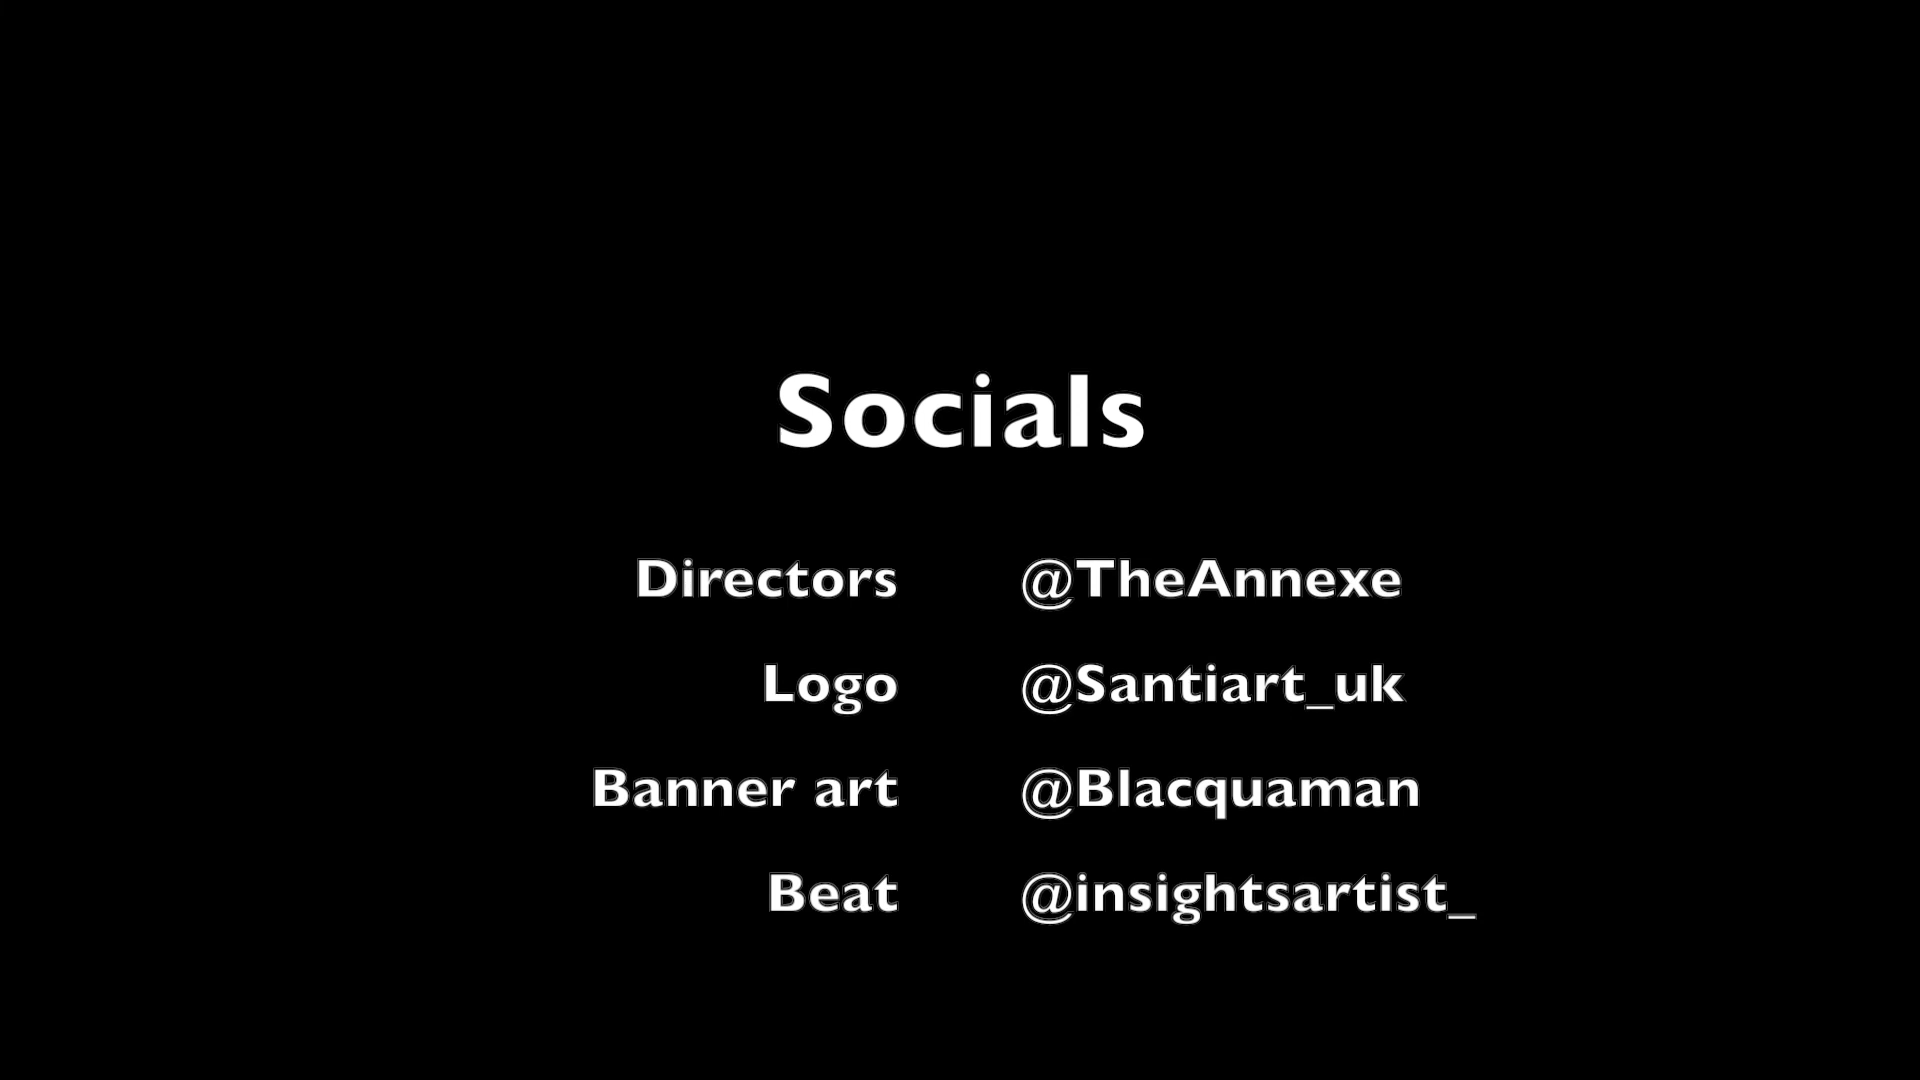 Socials
Directors @TheAnnexe
Logo @Santiart_uk
Banner art @Blacquaman
Beat @insightsartist_